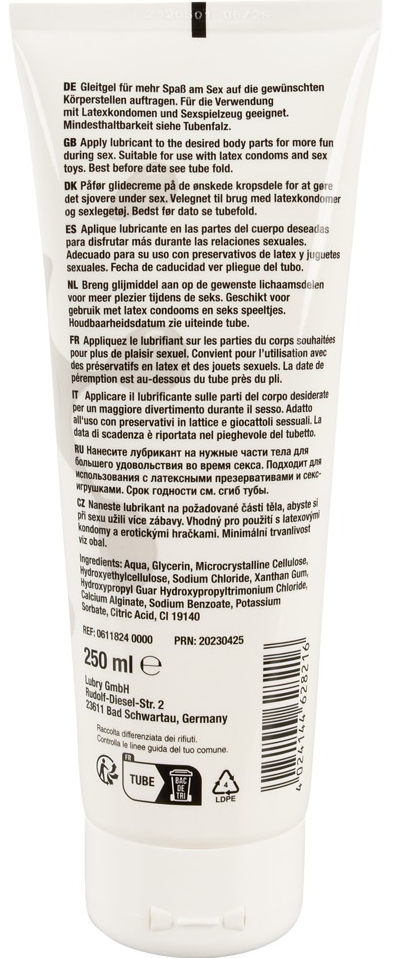 DE Gleitgel für mehr Spaß am Sex auf die gewünschten
Körperstellen auftragen. Für die Verwendung
mit Latexkondomen und Sexspielzeug geeignet.
Mindesthaltbarkeit siehe Tubenfalz.
GB Apply lubricant to the desired body parts for more fun
during sex. Suitable for use with latex condoms and sex
toys. Best before date see tube fold.
DK Påfør glidecreme på de ønskede kropsdele for at gøre
det sjovere under sex. Velegnet til brug med latexkondomer
og sexlegetøj. Bedst før dato se tubefold.
ES Aplique lubricante en las partes del cuerpo deseadas
para disfrutar más durante las relaciones sexuales.
Adecuado para su uso con preservativos de latex y juguetes
sexuales. Fecha de caducidad ver pliegue del tubo.
NL Breng glijmiddel aan op de gewenste lichaamsdelen
voor meer plezier tijdens de seks. Geschikt voor
gebruik met latex condooms en seks speeltjes.
Houdbaarheidsdatum zie uiteinde tube.
FR Appliquez le lubrifiant sur les parties du corps souhaitées
pour plus de plaisir sexuel. Convient pour l'utilisation avec
des préservatifs en latex et des jouets sexuels. La date de
péremption est au-dessous du tube près du pli.
IT Applicare il lubrificante sulle parti del corpo desiderate
per un maggiore divertimento durante il sesso. Adatto
all'uso con preservativi in lattice e giocattoli sessuali. La
data di scadenza è riportata nel pieghevole del tubetto.
RU Нанесите лубрикант на нужные части тела для
большего удовольствия во время секса. Подходит для
использования с латексными презервативами и секс-
игрушками. Срок годности см. сгиб тубы.
CZ Naneste lubrikant na požadované části těla, abyste si
při sexu užili více zábavy. Vhodný pro použití s latexovými
kondomy a erotickými hračkami. Minimální trvanlivost
viz obal.
Ingredients: Aqua, Glycerin, Microcrystalline Cellulose,
Hydroxyethylcellulose, Sodium Chloride, Xanthan Gum,
Hydroxypropyl Guar Hydroxypropyltrimonium Chloride,
Calcium Alginate, Sodium Benzoate, Potassium
Sorbate, Citric Acid, CI 19140
REF: 0611824 0000 PRN: 20230425
250 ml ℮
Lubry GmbH
Rudolf-Diesel-Str. 2
23611 Bad Schwartau, Germany
Raccolta differenziata dei rifiuti.
Controlla le linee guida del tuo comune.
FR
TUBE
BAC
DE
TRI
4
LDPE
4 024144 628216